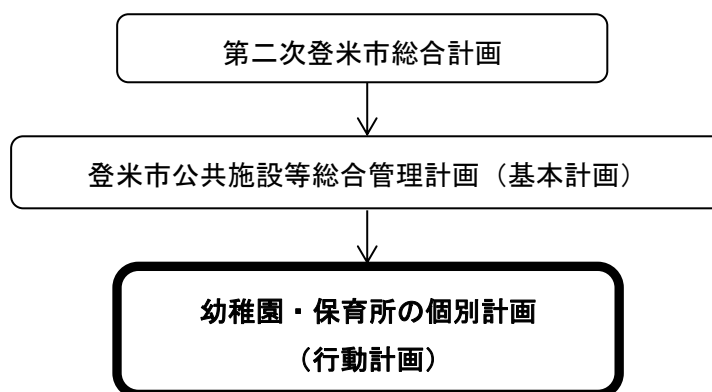 第二次登米市総合計画
登米市公共施設等総合管理計画（基本計画）
幼稚園・保育所の個別計画
（行動計画）